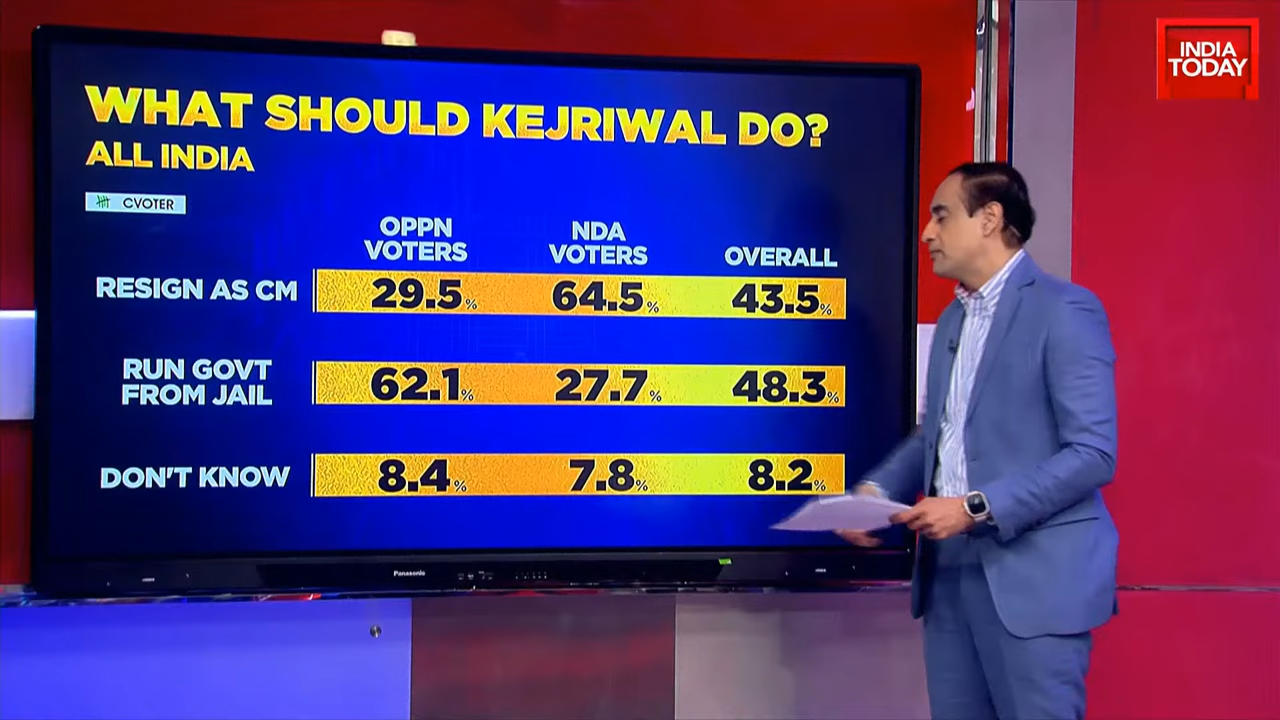 INDIA
TODAY
WHAT SHOULD KEJRIWAL DO?
ALL INDIA
CVOTER
OPPN
VOTERS
NDA
VOTERS
OVERALL
RESIGN AS CM 29.5% 64.5% 43.5%
RUN GOVT
FROM JAIL 62.1% 27.7% 48.3%
DON'T KNOW 8.4% 7.8% 8.2%
Panasonic